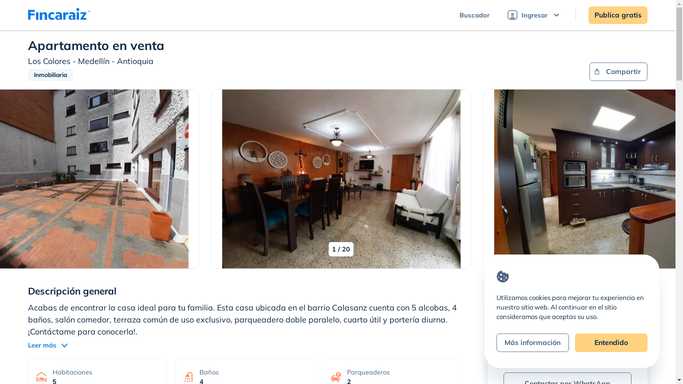 Fincaraiz
Buscador
Ingresar
Publica gratis
Apartamento en venta
Los Colores - Medellín - Antioquia
Inmobiliaria
Compartir
1 / 20
Descripción general
Acabas de encontrar la casa ideal para tu familia. Esta casa ubicada en el barrio Calasanz cuenta con 5 alcobas, 4
baños, salón comedor, terraza común de uso exclusivo, parqueadero doble paralelo, cuarto útil y portería diurna.
¡Contáctame para conocerla!.
Leer más
Habitaciones
5
Baños
4
Parqueaderos
2
Utilizamos cookies para mejorar tu experiencia en
nuestro sitio web. Al continuar en el sitio
consideramos que aceptas su uso.
Más información
Entendido
Contactar por WhatsApp